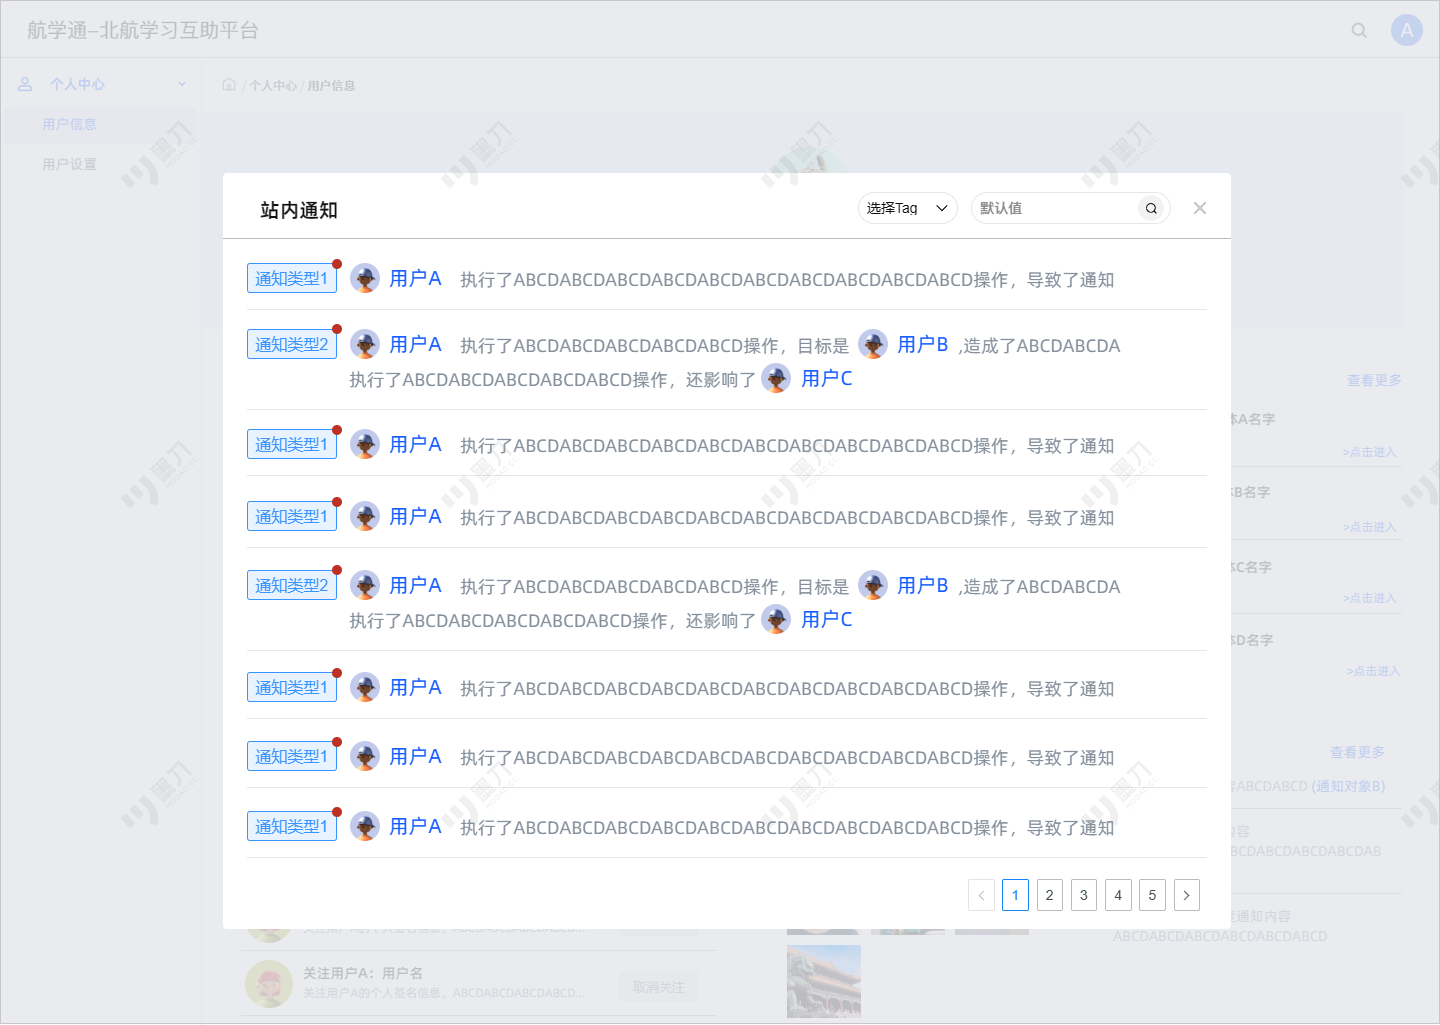 航学通–北航学习互助平台
A
个人中心
/ 个人中心 / 用户信息
用户信息
用户设置
站内通知
选择Tag
默认值
通知类型1 用户A 执行了ABCDABCDABCDABCDABCDABCDABCDABCDABCDABCD操作，导致了通知
通知类型2 用户A 执行了ABCDABCDABCDABCDABCD操作，目标是 用户B ,造成了ABCDABCDA
执行了ABCDABCDABCDABCDABCD操作，还影响了 用户C
通知类型1 用户A 执行了ABCDABCDABCDABCDABCDABCDABCDABCDABCDABCD操作，导致了通知
通知类型1 用户A 执行了ABCDABCDABCDABCDABCDABCDABCDABCDABCDABCD操作，导致了通知
通知类型2 用户A 执行了ABCDABCDABCDABCDABCD操作，目标是 用户B ,造成了ABCDABCDA
执行了ABCDABCDABCDABCDABCD操作，还影响了 用户C
通知类型1 用户A 执行了ABCDABCDABCDABCDABCDABCDABCDABCDABCDABCD操作，导致了通知
通知类型1 用户A 执行了ABCDABCDABCDABCDABCDABCDABCDABCDABCDABCD操作，导致了通知
通知类型1 用户A 执行了ABCDABCDABCDABCDABCDABCDABCDABCDABCDABCD操作，导致了通知
1 2 3 4 5
查看更多
体A名字
>点击进入
B名字
>点击进入
C名字
>点击进入
D名字
>点击进入
查看更多
ABCDABCD (通知对象B)
内容
BCDABCDABCDABCDAB
通知内容
ABCDABCDABCDABCDABCD
关注用户A：用户名
关注用户A的个人签名信息，ABCDABCDABCDABCD...
取消关注
墨刀
MODAO.CC